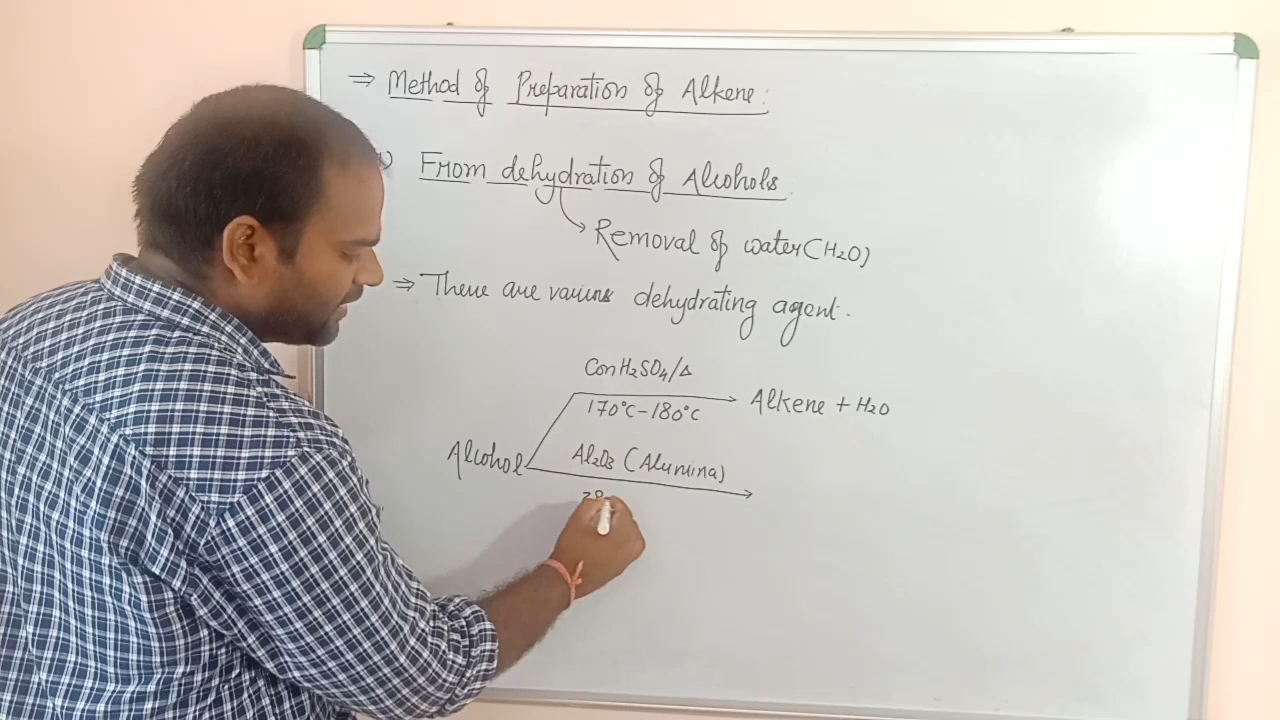 ⇒ Method of Preparation of Alkene:
From dehydration of Alcohols
Removal of water (H₂O)
⇒ There are various dehydrating agent.
Con H₂SO₄/Δ
170°C-180°C
Alkene + H₂O
Alcohol
Al₂O₃ (Alumina)